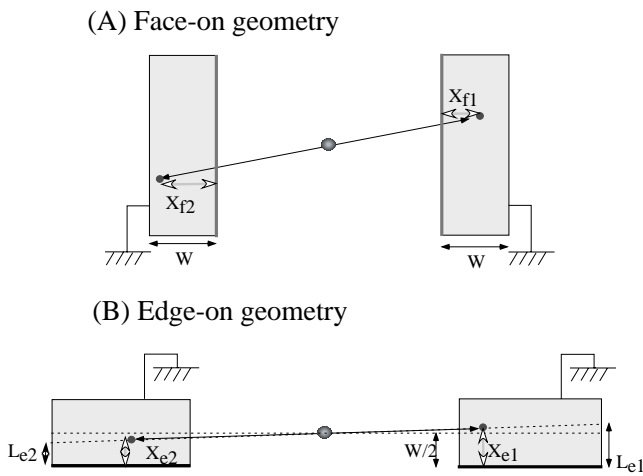 (A) Face-on geometry
Xf1
Xf2
W
W
(B) Edge-on geometry
Le2
Xe2
W/2
Xe1
Le1